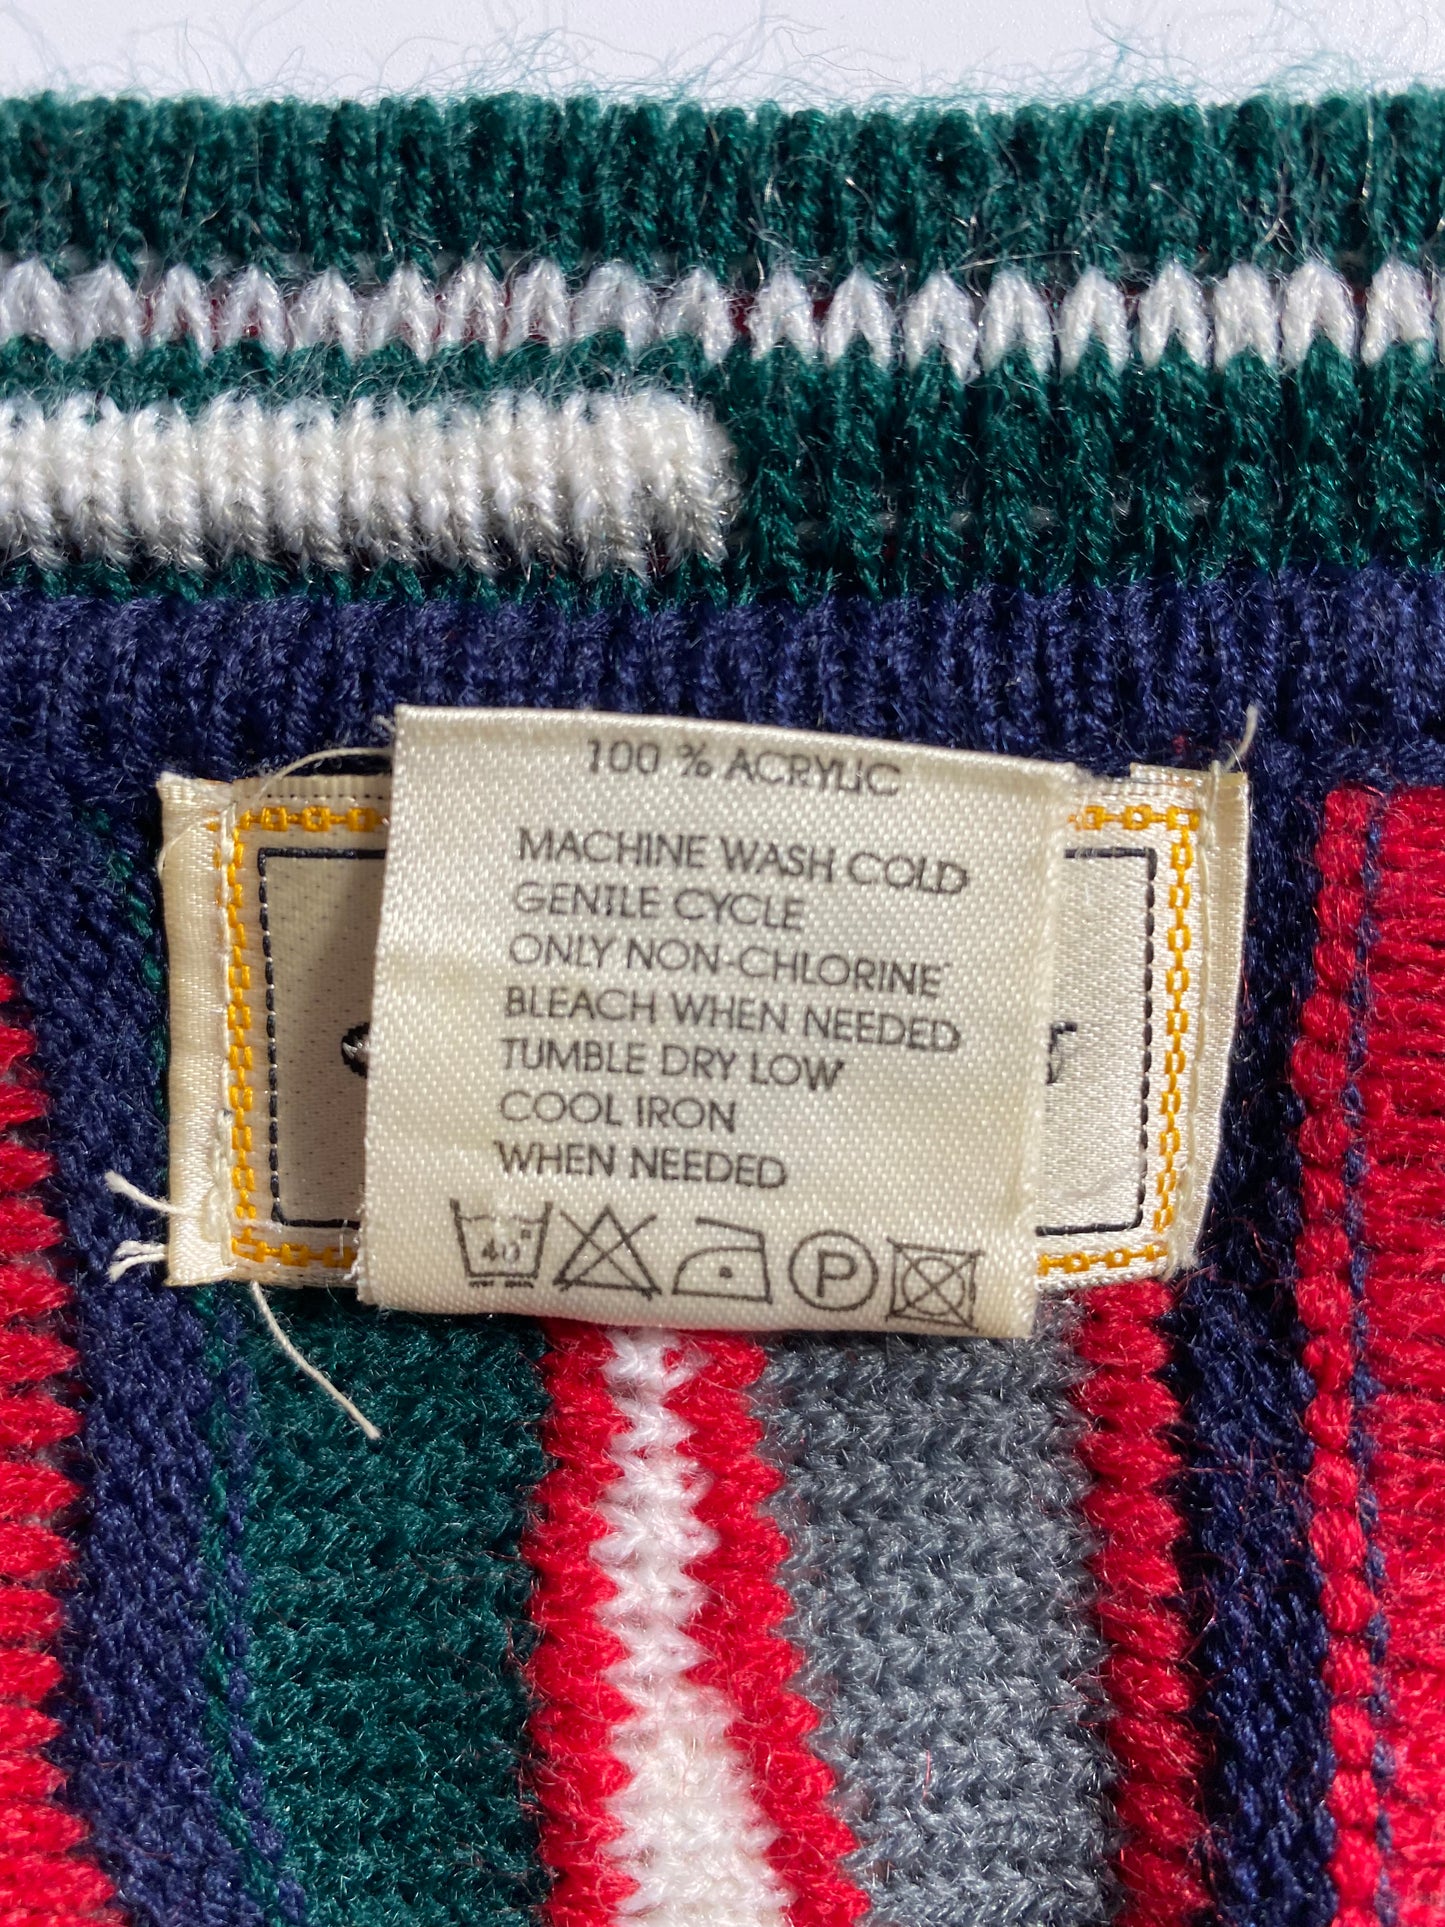 100 % ACRYLIC
MACHINE WASH COLD
GENTLE CYCLE
ONLY NON-CHLORINE
BLEACH WHEN NEEDED
TUMBLE DRY LOW
COOL IRON
WHEN NEEDED
40° P